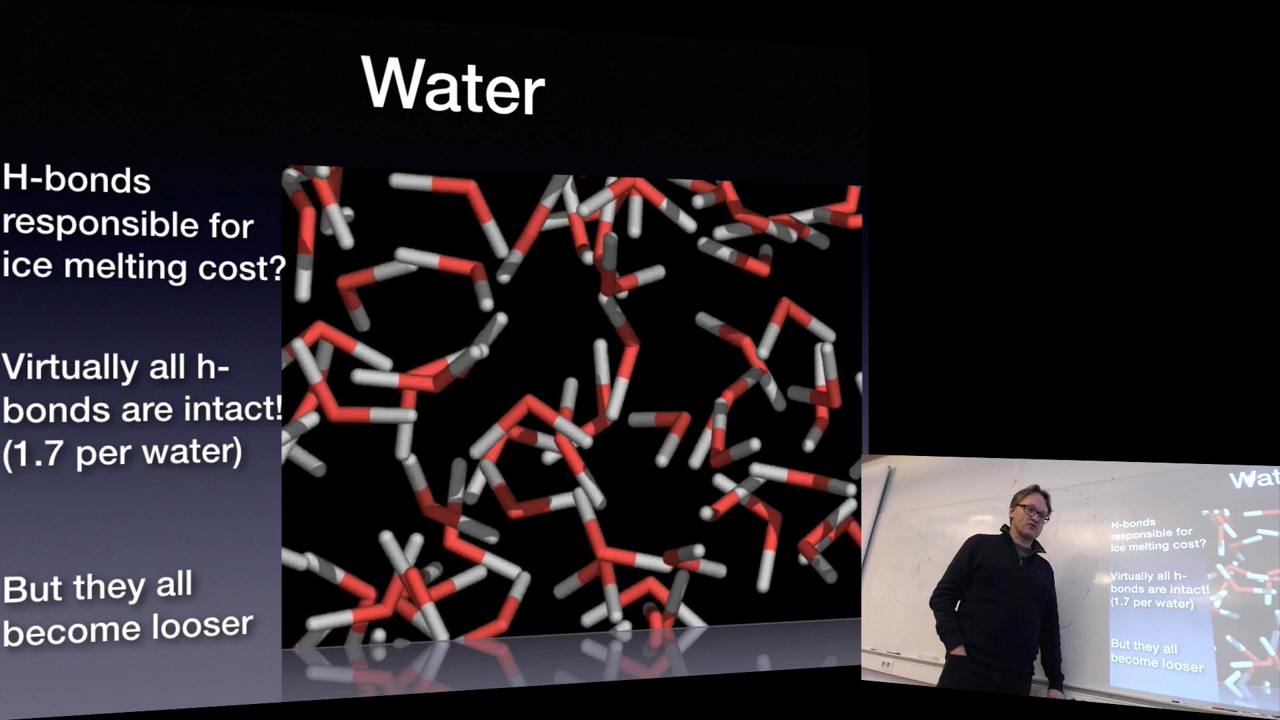 Water
H-bonds
responsible for
ice melting cost?
Virtually all h-
bonds are intact!
(1.7 per water)
But they all
become looser
Wat
H-bonds
responsible for
ice melting cost?
Virtually all h-
bonds are intact!
(1.7 per water)
But they all
become looser